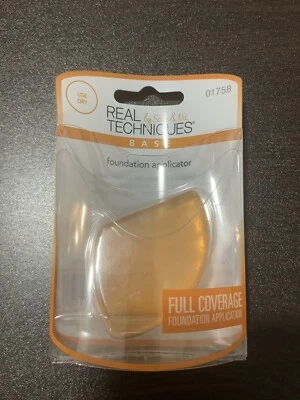 USE
DRY
01758
REAL
TECHNIQUES®
BASE
foundation applicator
FULL COVERAGE
FOUNDATION APPLICATION